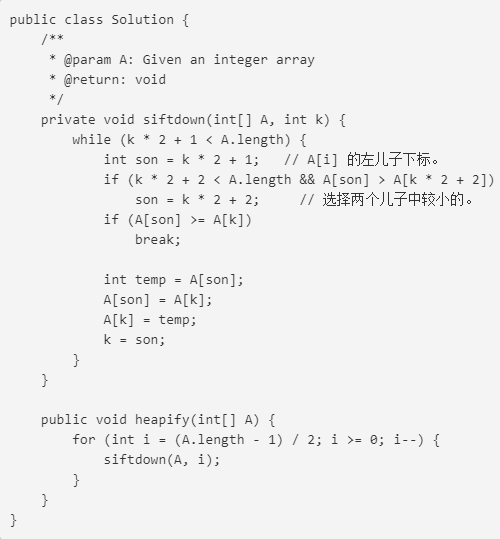 public class Solution {
    /**
     * @param A: Given an integer array
     * @return: void
     */
    private void siftdown(int[] A, int k) {
        while (k * 2 + 1 < A.length) {
            int son = k * 2 + 1;   // A[i] 的左儿子下标。
            if (k * 2 + 2 < A.length && A[son] > A[k * 2 + 2])
                son = k * 2 + 2;     // 选择两个儿子中较小的。
            if (A[son] >= A[k])
                break;

            int temp = A[son];
            A[son] = A[k];
            A[k] = temp;
            k = son;
        }
    }

    public void heapify(int[] A) {
        for (int i = (A.length - 1) / 2; i >= 0; i--) {
            siftdown(A, i);
        }
    }
}